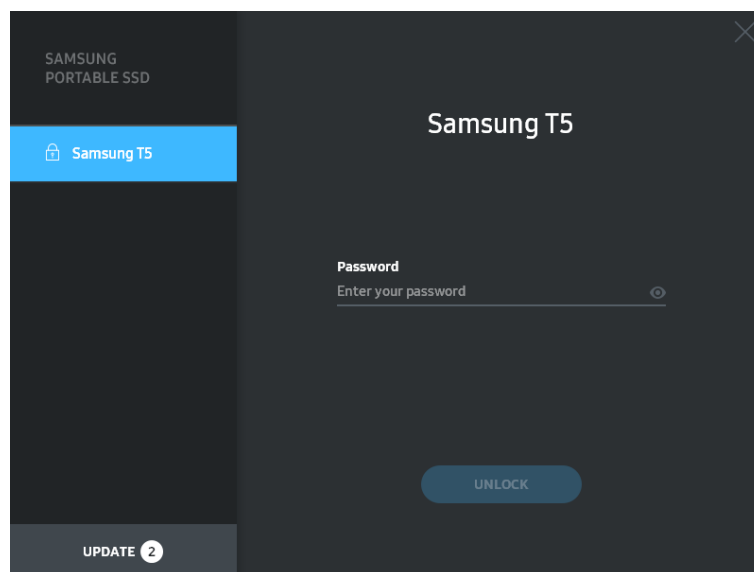 SAMSUNG
PORTABLE SSD
Samsung T5
Samsung T5
Password
Enter your password
UNLOCK
UPDATE 2